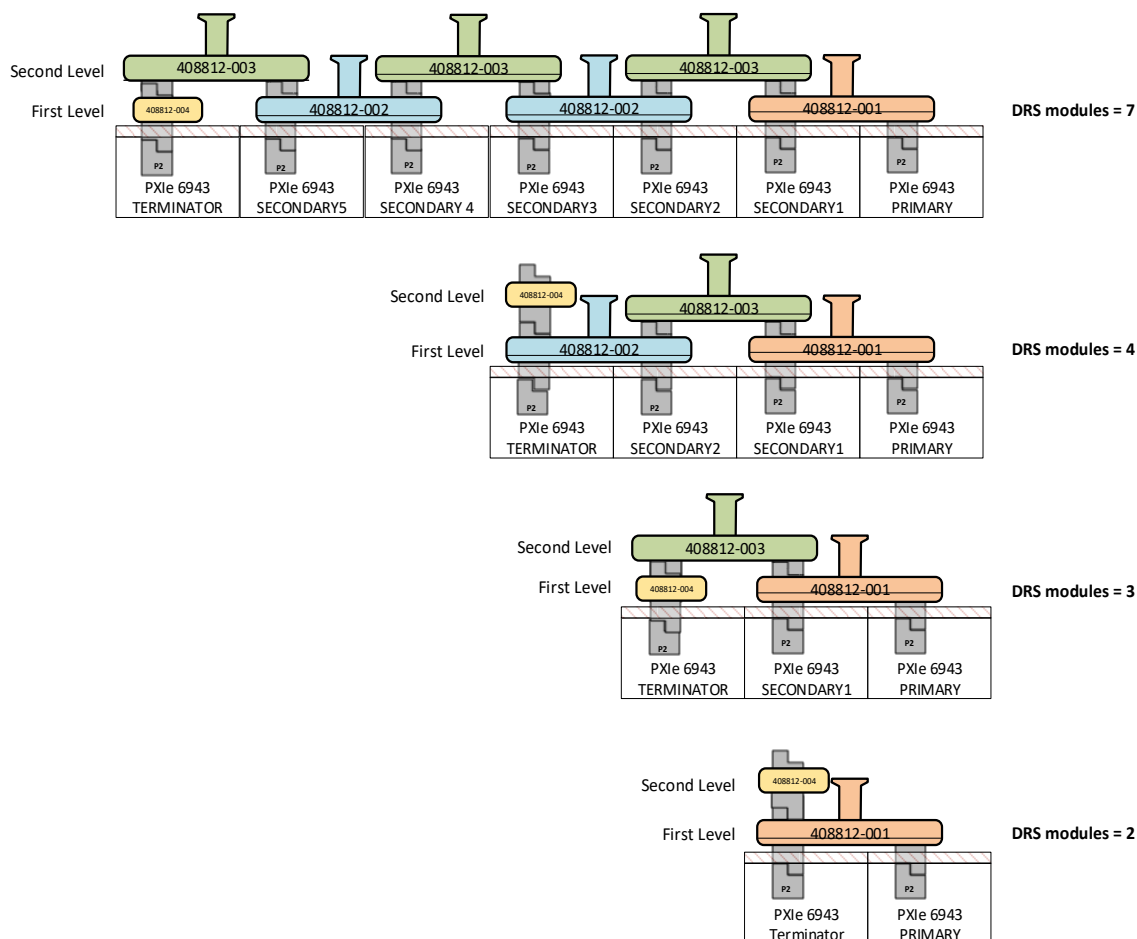 408812-003 408812-003 408812-003
Second Level
408812-004 408812-002 408812-002 408812-001
First Level
DRS modules = 7
P2 P2 P2 P2 P2 P2 P2
PXIe 6943 PXIe 6943 PXIe 6943 PXIe 6943 PXIe 6943 PXIe 6943 PXIe 6943
TERMINATOR SECONDARY5 SECONDARY 4 SECONDARY3 SECONDARY2 SECONDARY1 PRIMARY
Second Level 408812-004 408812-003
First Level 408812-002 408812-001
DRS modules = 4
P2 P2 P2 P2
PXIe 6943 PXIe 6943 PXIe 6943 PXIe 6943
TERMINATOR SECONDARY2 SECONDARY1 PRIMARY
Second Level 408812-003
First Level 408812-004 408812-001
DRS modules = 3
P2 P2 P2
PXIe 6943 PXIe 6943 PXIe 6943
TERMINATOR SECONDARY1 PRIMARY
Second Level 408812-004
First Level 408812-001
DRS modules = 2
P2 P2
PXIe 6943 PXIe 6943
Terminator PRIMARY